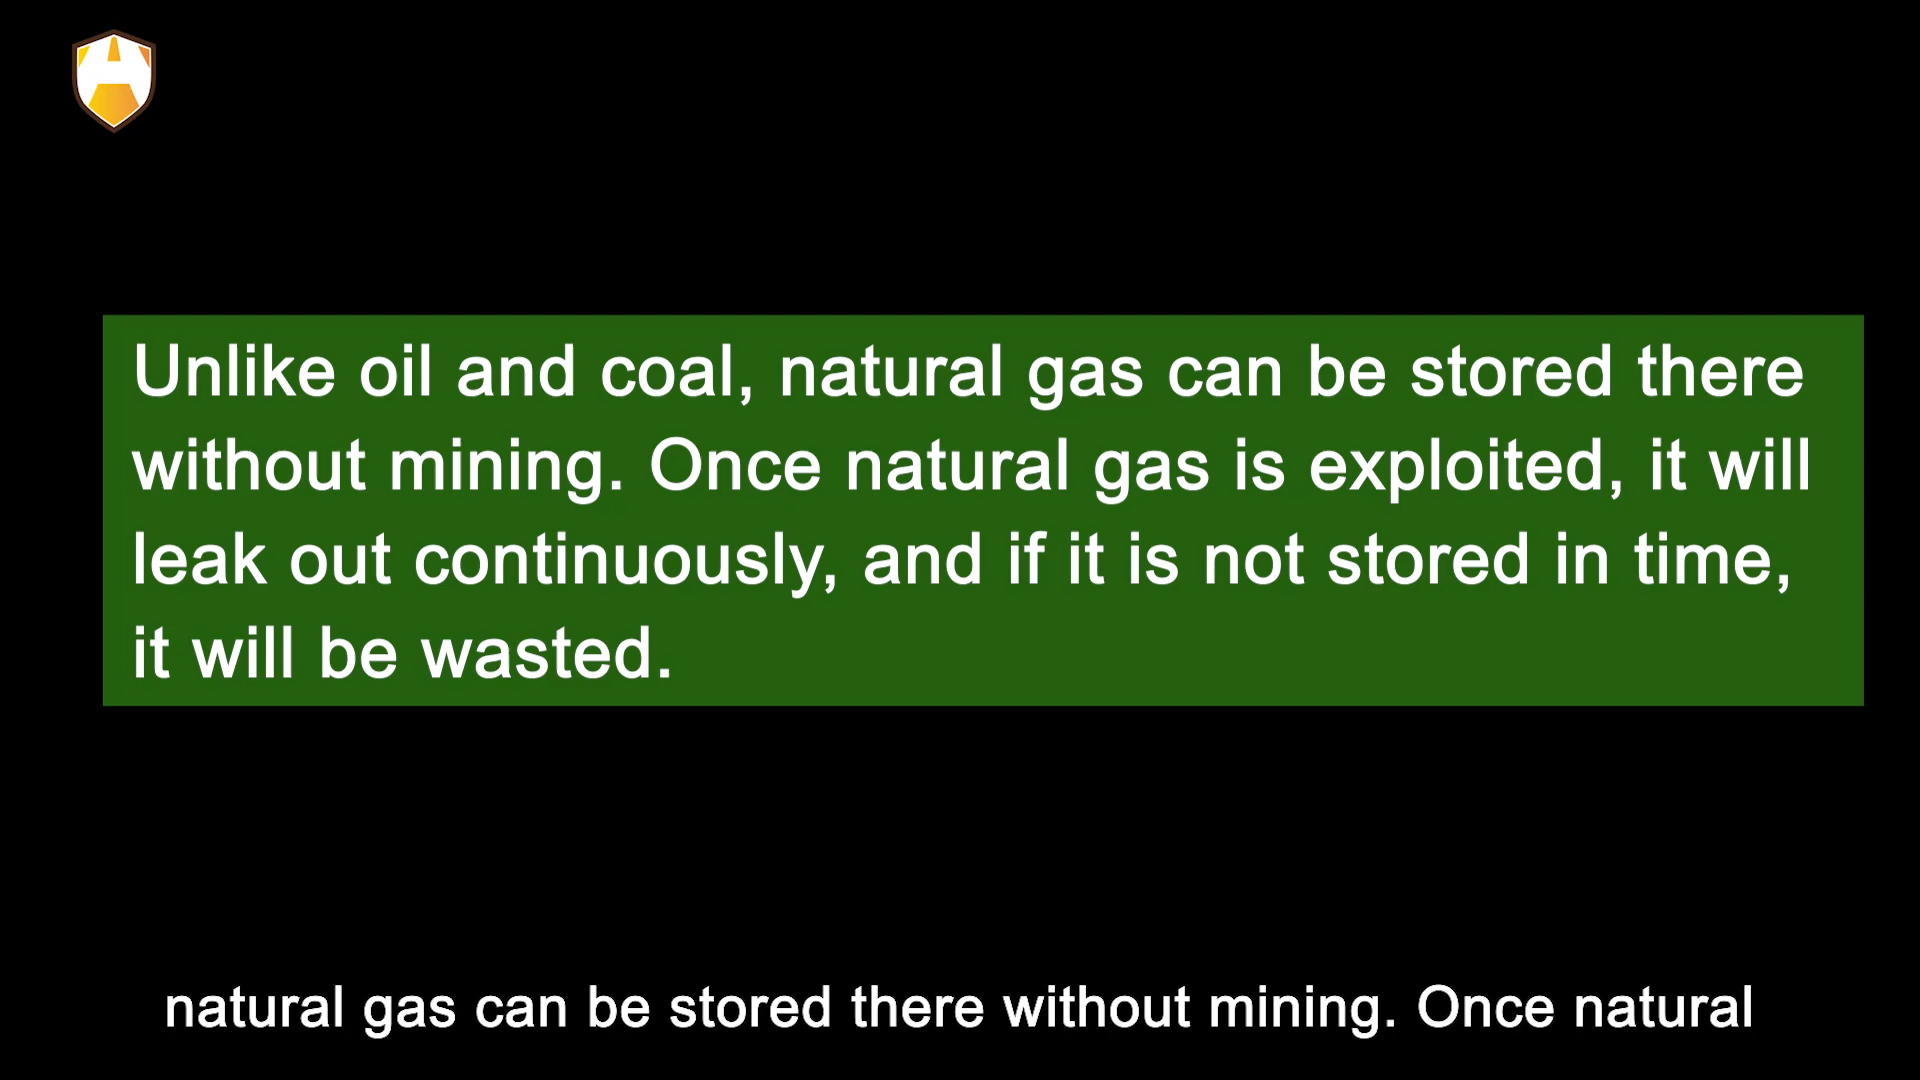 Unlike oil and coal, natural gas can be stored there
without mining. Once natural gas is exploited, it will
leak out continuously, and if it is not stored in time,
it will be wasted.
natural gas can be stored there without mining. Once natural